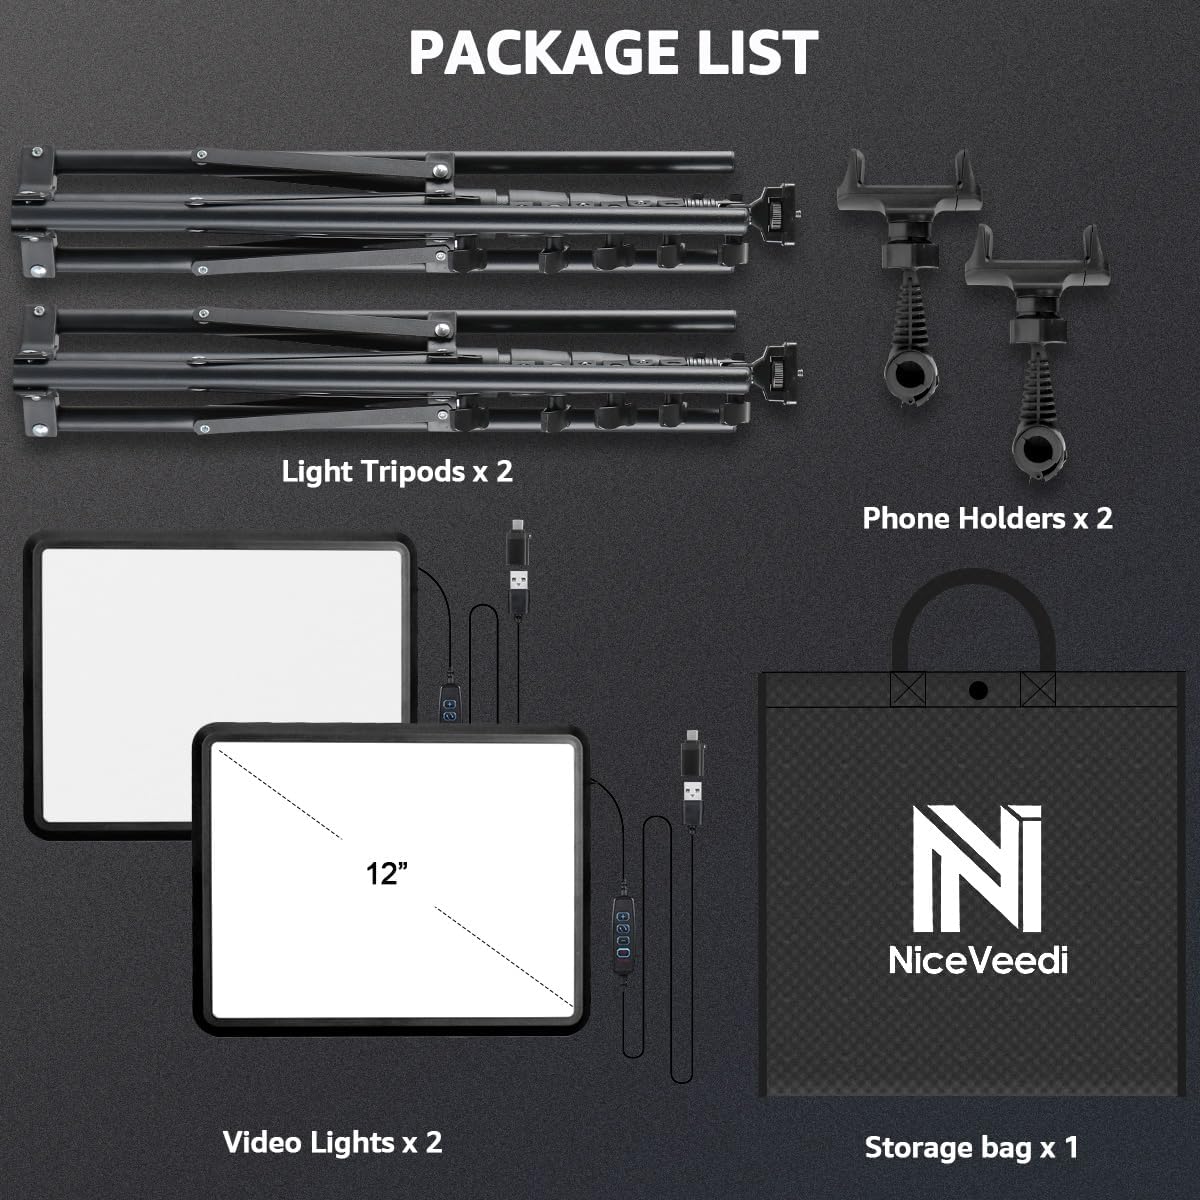 PACKAGE LIST
Light Tripods x 2
Phone Holders x 2
12”
NiceVeedi
Video Lights x 2
Storage bag x 1